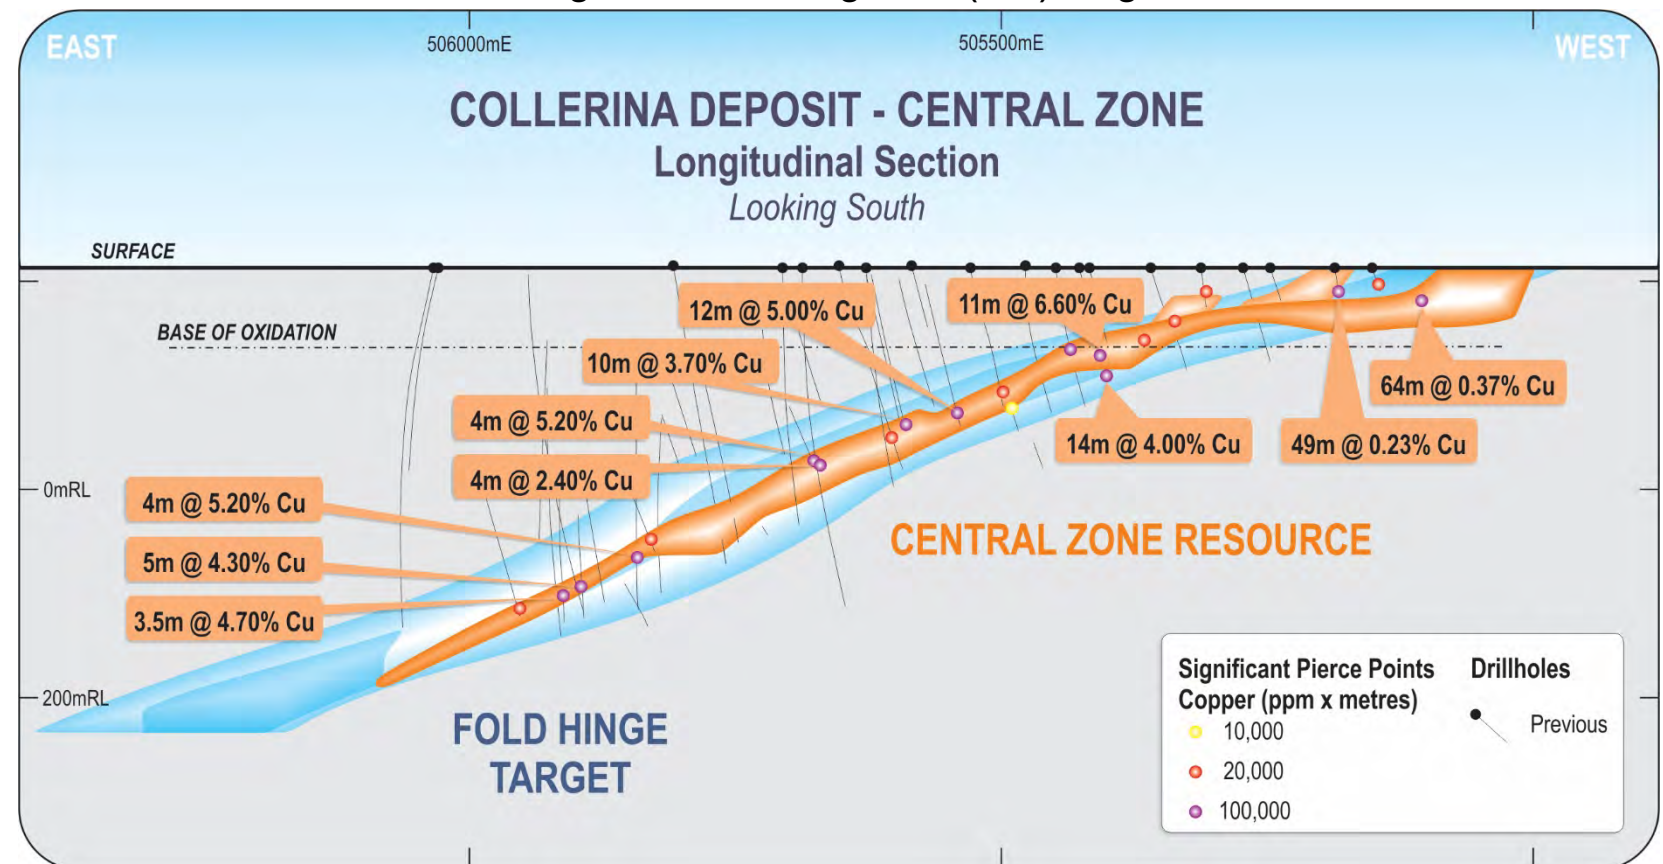 EAST
506000mE
505500mE
WEST
COLLERINA DEPOSIT - CENTRAL ZONE
Longitudinal Section
Looking South
SURFACE
12m @ 5.00% Cu
11m @ 6.60% Cu
BASE OF OXIDATION
10m @ 3.70% Cu
64m @ 0.37% Cu
4m @ 5.20% Cu
14m @ 4.00% Cu
49m @ 0.23% Cu
4m @ 2.40% Cu
0mRL
4m @ 5.20% Cu
CENTRAL ZONE RESOURCE
5m @ 4.30% Cu
3.5m @ 4.70% Cu
200mRL
FOLD HINGE
TARGET
Significant Pierce Points
Copper (ppm x metres)
10,000
20,000
100,000
Drillholes
Previous